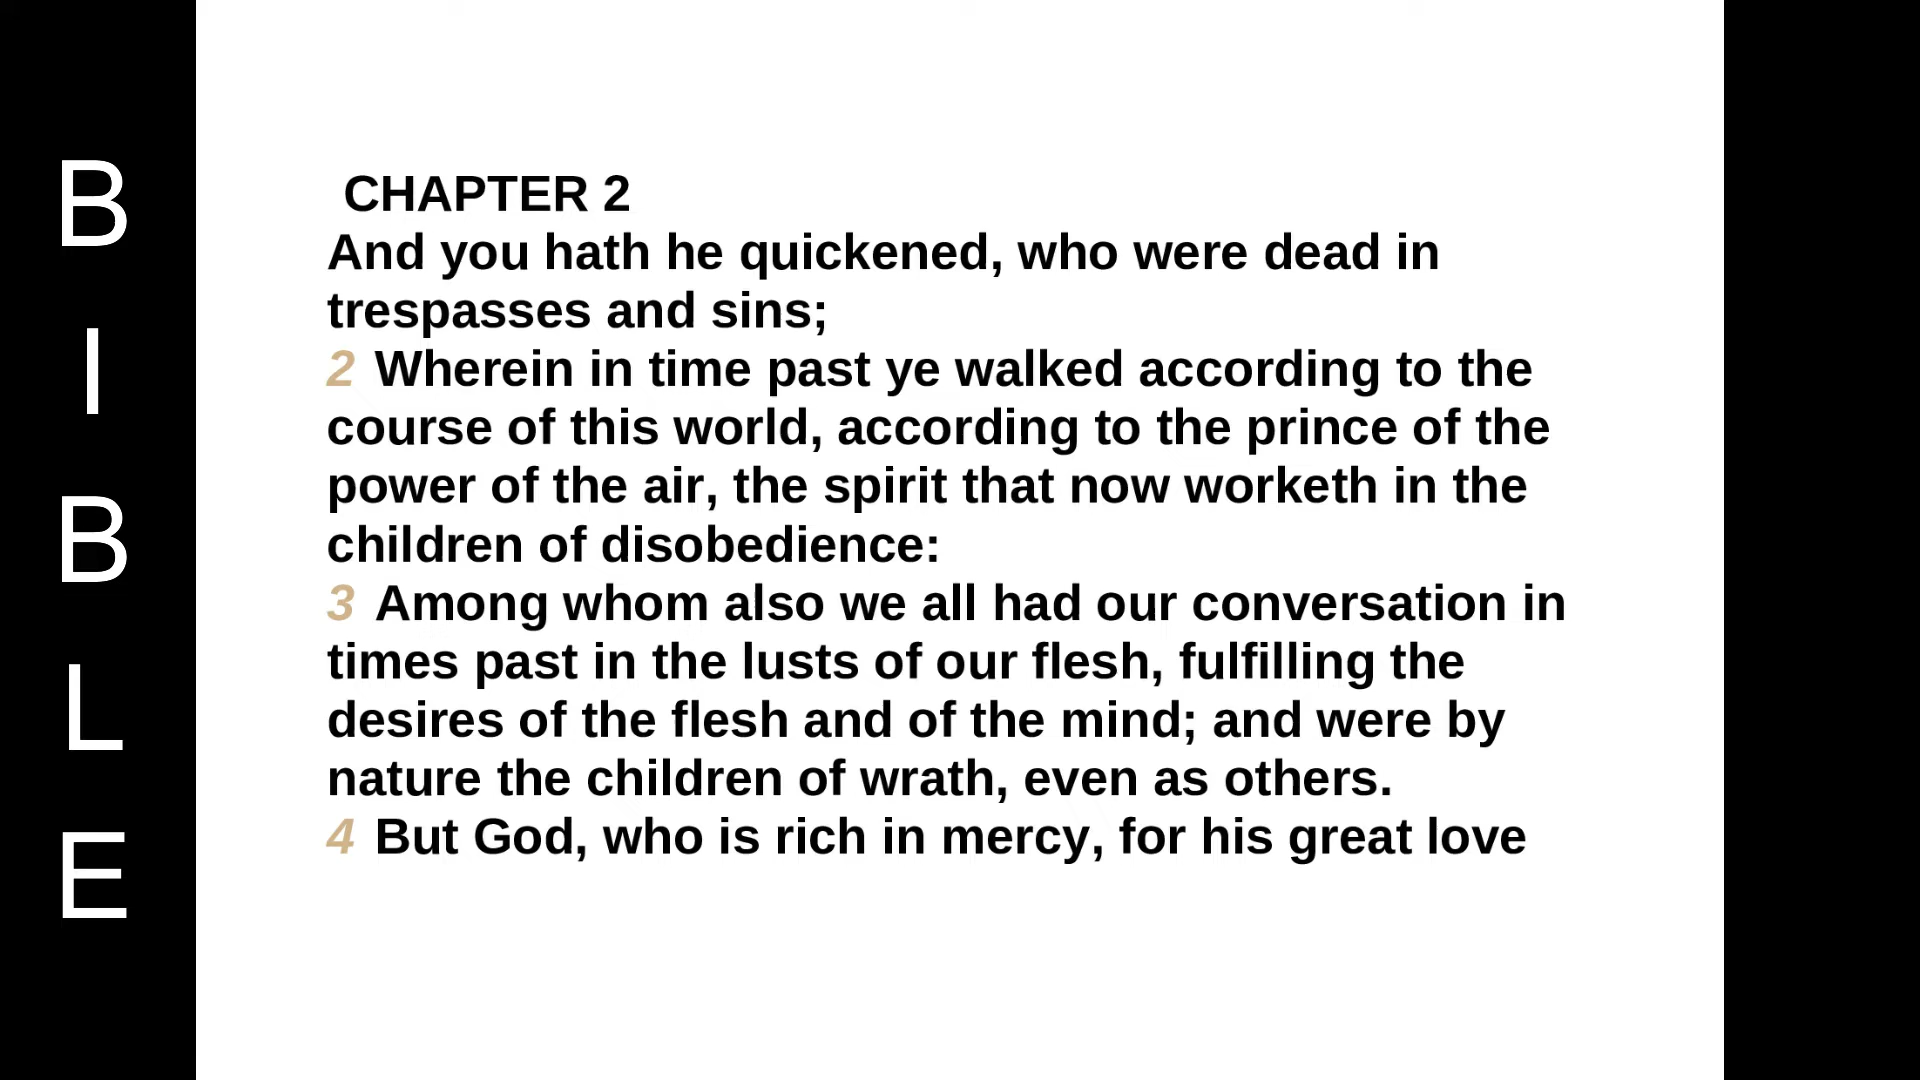 BIBLE
CHAPTER 2
And you hath he quickened, who were dead in
trespasses and sins;
2 Wherein in time past ye walked according to the
course of this world, according to the prince of the
power of the air, the spirit that now worketh in the
children of disobedience:
3 Among whom also we all had our conversation in
times past in the lusts of our flesh, fulfilling the
desires of the flesh and of the mind; and were by
nature the children of wrath, even as others.
4 But God, who is rich in mercy, for his great love